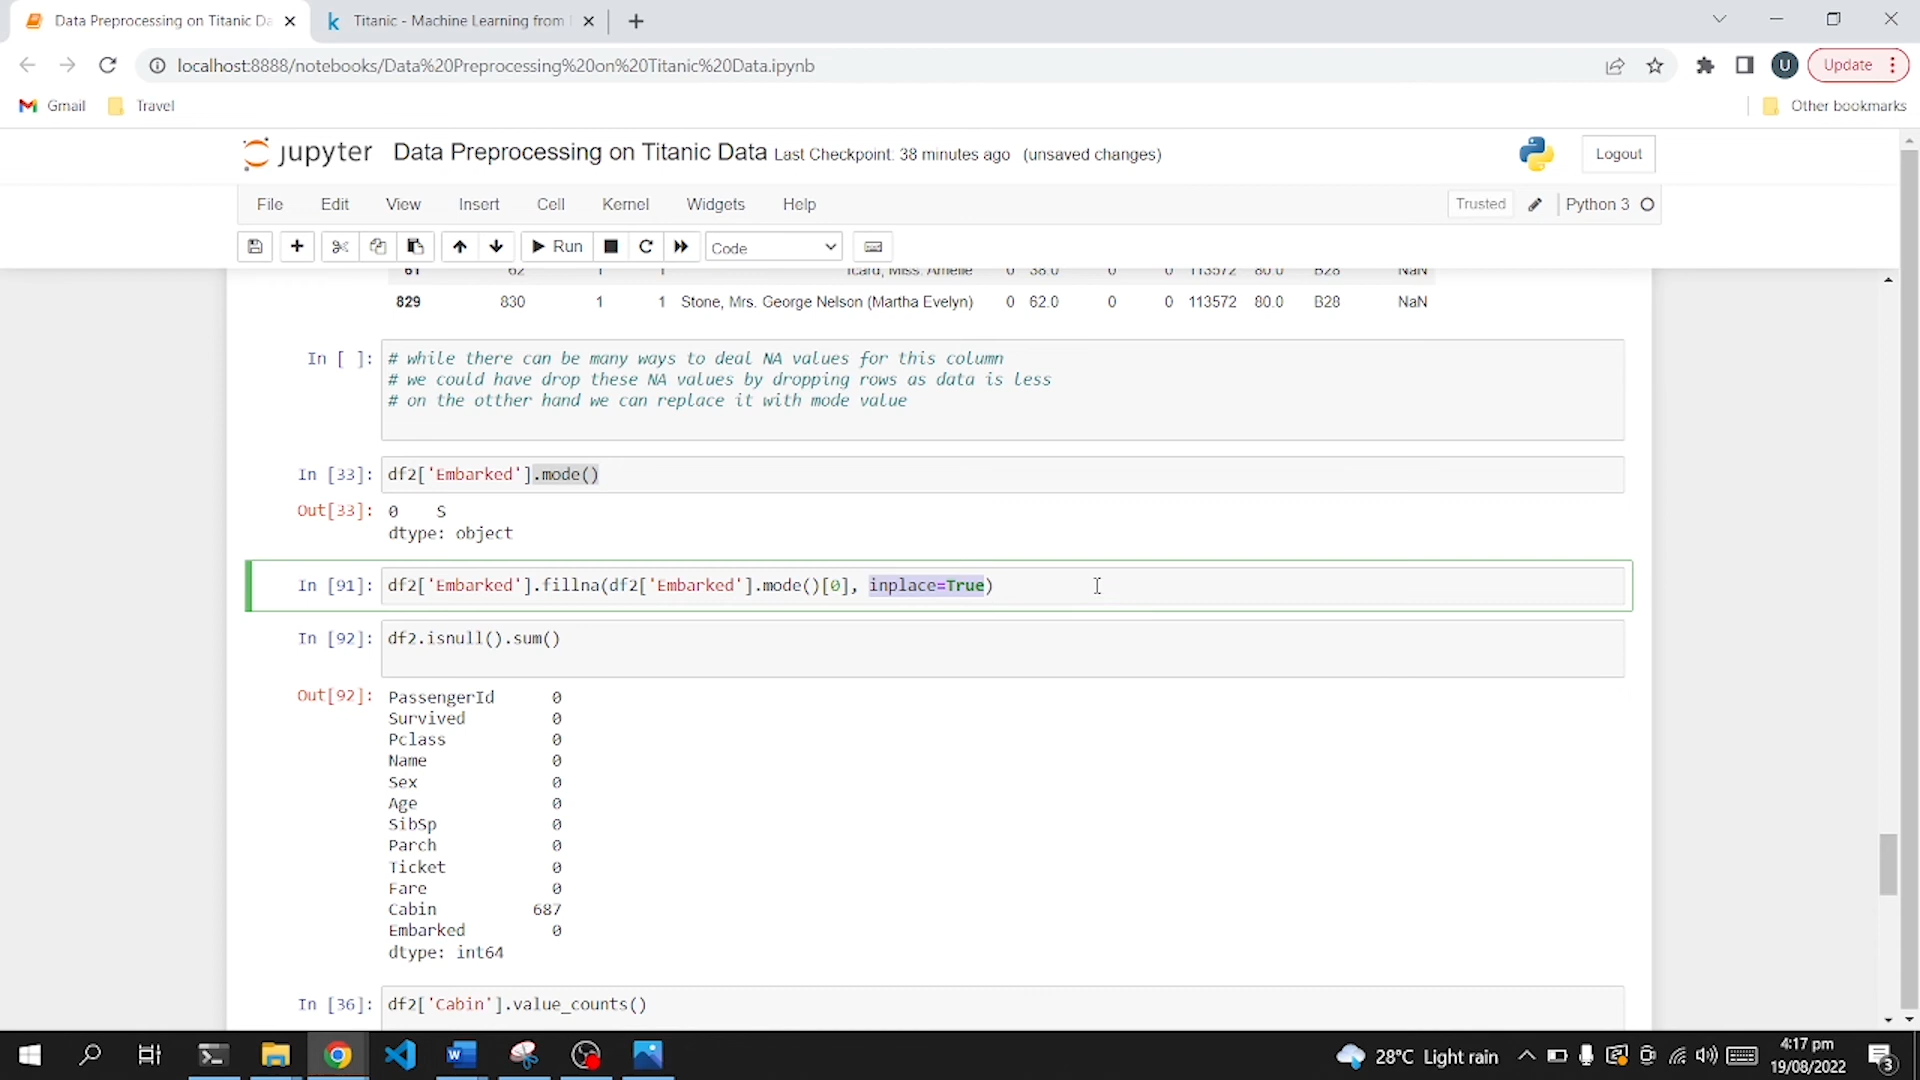 Data Preprocessing on Titanic Da
Titanic - Machine Learning from
localhost:8888/notebooks/Data%20Preprocessing%20on%20Titanic%20Data.ipynb
U
Update
Gmail
Travel
Other bookmarks
jupyter Data Preprocessing on Titanic Data Last Checkpoint: 38 minutes ago (unsaved changes)
Logout
File Edit View Insert Cell Kernel Widgets Help
Trusted
Python 3
Run
Code
61 62 1 1 Icard, Miss. Amelie 0 38.0 0 0 113572 80.0 B28 NaN
829 830 1 1 Stone, Mrs. George Nelson (Martha Evelyn) 0 62.0 0 0 113572 80.0 B28 NaN
In [ ]: # while there can be many ways to deal NA values for this column
# we could have drop these NA values by dropping rows as data is less
# on the otther hand we can replace it with mode value
In [33]: df2['Embarked'].mode()
Out[33]: 0 S
dtype: object
In [91]: df2['Embarked'].fillna(df2['Embarked'].mode()[0], inplace=True)
In [92]: df2.isnull().sum()
Out[92]: PassengerId 0
Survived 0
Pclass 0
Name 0
Sex 0
Age 0
SibSp 0
Parch 0
Ticket 0
Fare 0
Cabin 687
Embarked 0
dtype: int64
In [36]: df2['Cabin'].value_counts()
28°C Light rain
4:17 pm
19/08/2022
3